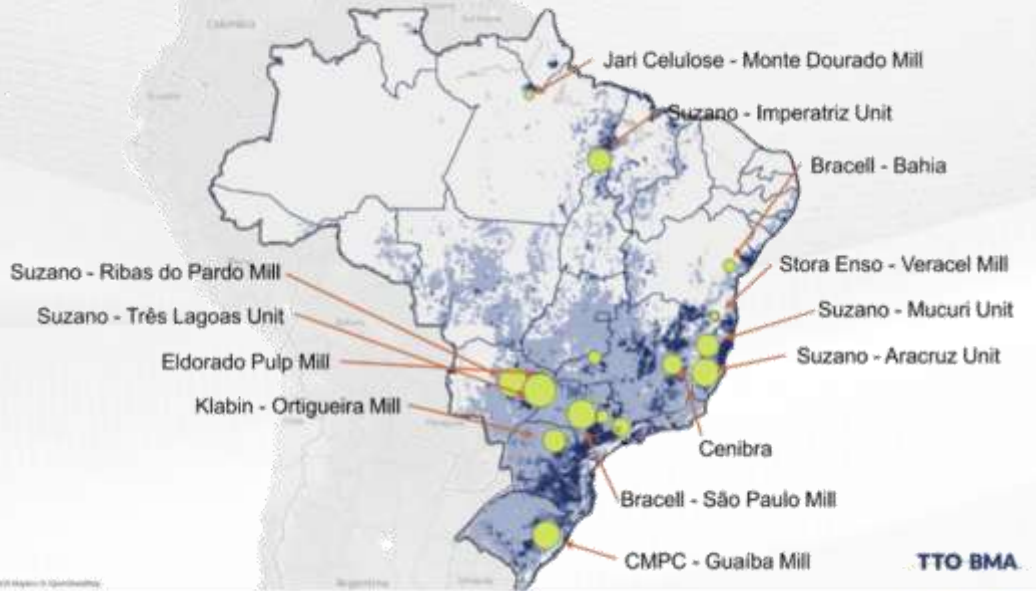 Jari Celulose - Monte Dourado Mill
Suzano - Imperatriz Unit
Bracell - Bahia
Suzano - Ribas do Pardo Mill
Stora Enso - Veracel Mill
Suzano - Três Lagoas Unit
Suzano - Mucuri Unit
Eldorado Pulp Mill
Suzano - Aracruz Unit
Klabin - Ortigueira Mill
Cenibra
Bracell - São Paulo Mill
CMPC - Guaíba Mill
TTO BMA
Argentina